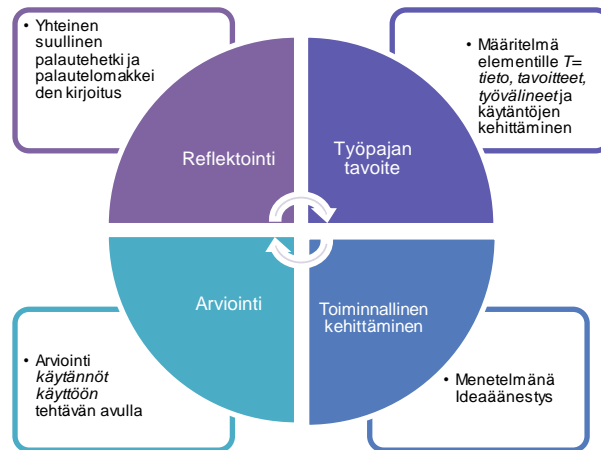 • Yhteinen
suullinen
palautehetki ja
palautelomakkei
den kirjoitus
• Määritelmä
elementille T=
tieto, tavoitteet,
työvälineet ja
käytäntöjen
kehittäminen
Reflektointi
Työpajan
tavoite
Arviointi
Toiminnallinen
kehittäminen
• Arviointi
käytännöt
käyttöön
tehtävän avulla
• Menetelmänä
Ideaäänestys